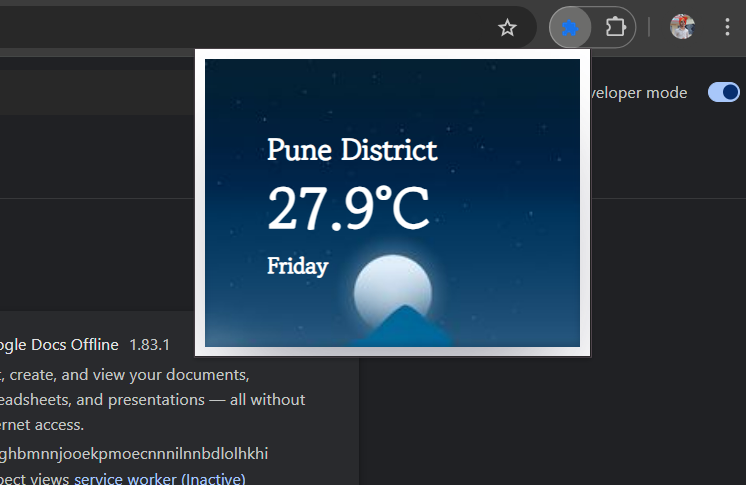 veloper mode
Pune District
27.9°C
Friday
ogle Docs Offline 1.83.1
, create, and view your documents,
eadsheets, and presentations — all without
ernet access.
ghbmnnjooekpmoecnnnilnnbdlolhkhi
pect views service worker (Inactive)